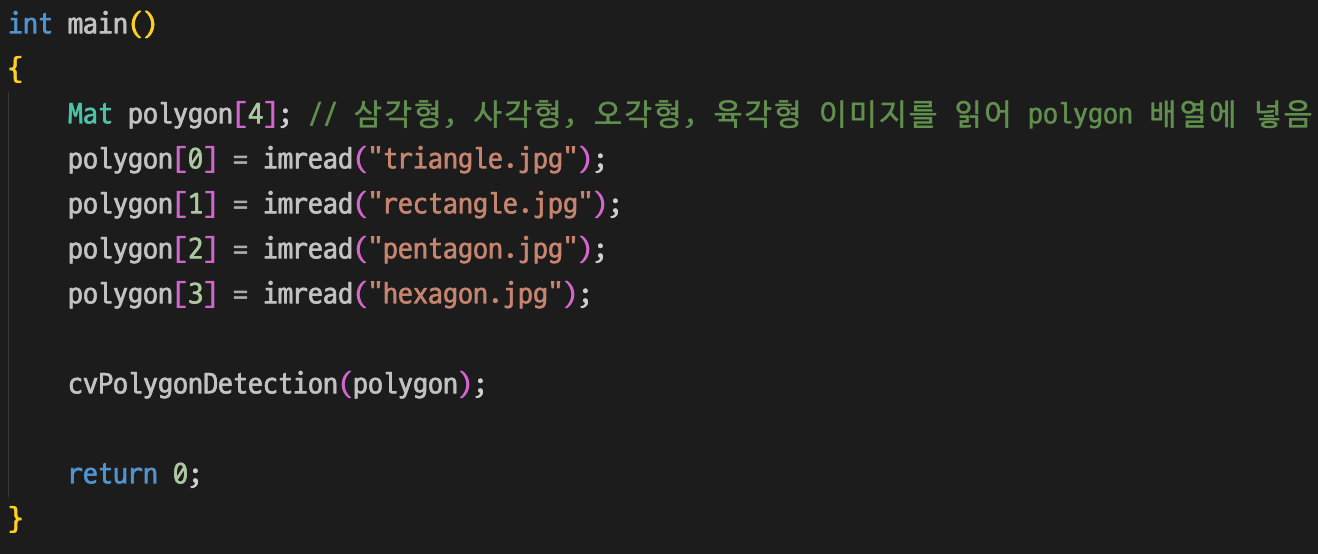 int main()
{
    Mat polygon[4]; // 삼각형, 사각형, 오각형, 육각형 이미지를 읽어 polygon 배열에 넣음
    polygon[0] = imread("triangle.jpg");
    polygon[1] = imread("rectangle.jpg");
    polygon[2] = imread("pentagon.jpg");
    polygon[3] = imread("hexagon.jpg");
    cvPolygonDetection(polygon);
    return 0;
}